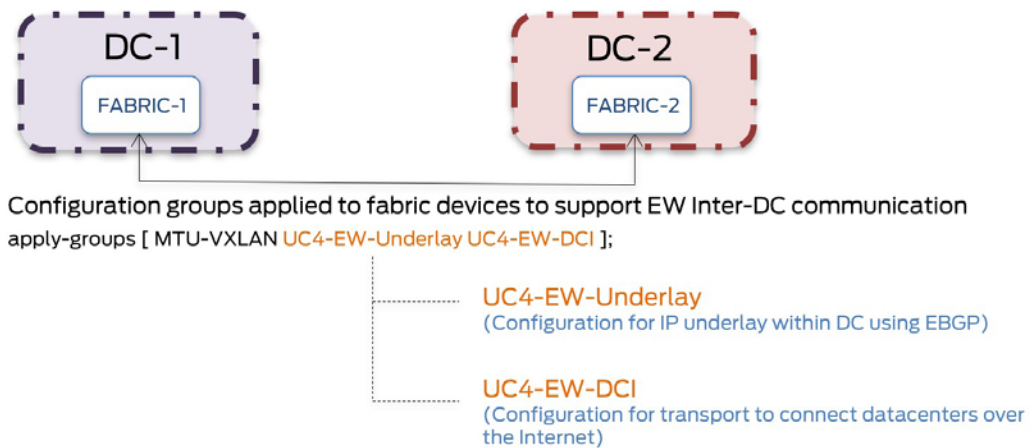 DC-1
DC-2
FABRIC-1
FABRIC-2
Configuration groups applied to fabric devices to support EW Inter-DC communication
apply-groups [ MTU-VXLAN UC4-EW-Underlay UC4-EW-DCI ];
UC4-EW-Underlay
(Configuration for IP underlay within DC using EBGP)
UC4-EW-DCI
(Configuration for transport to connect datacenters over
the Internet)